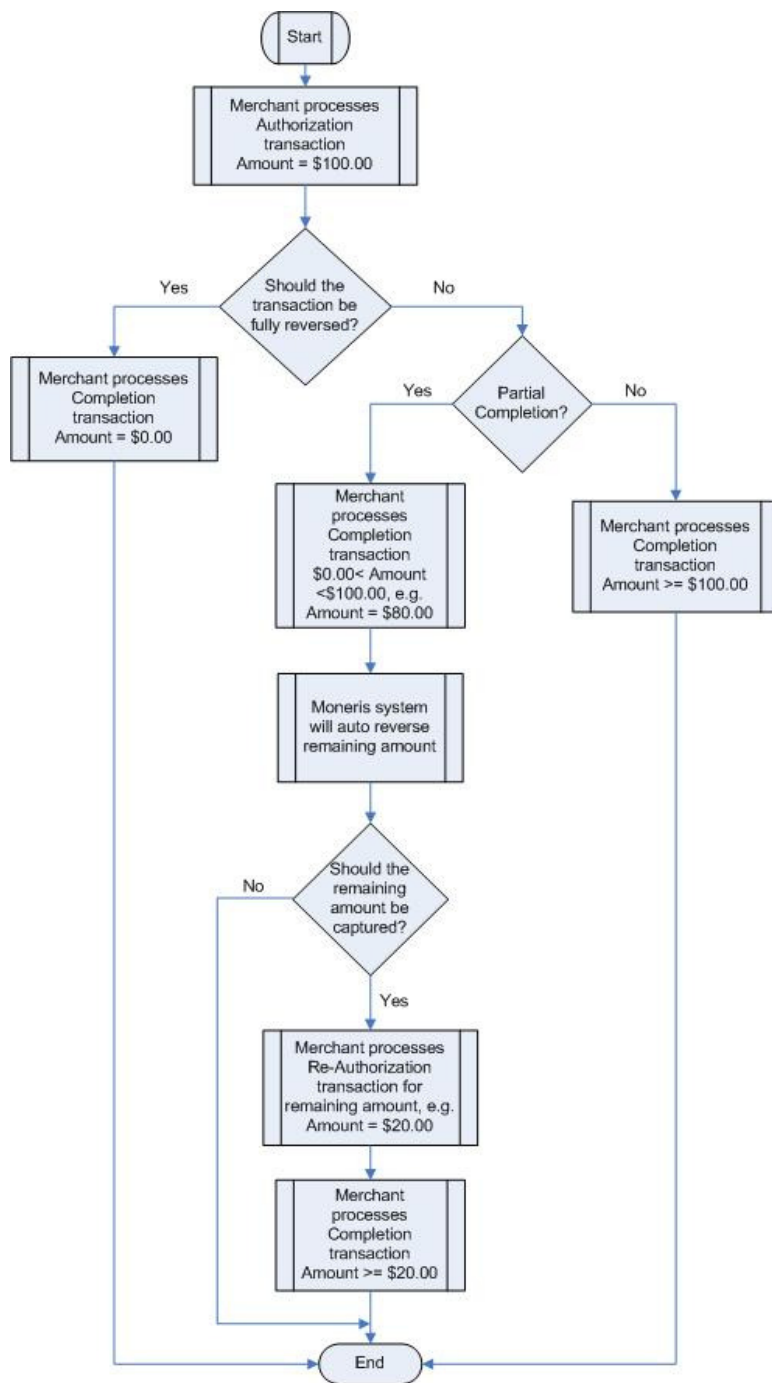 Start
Merchant processes
Authorization
transaction
Amount = $100.00
Should the
transaction be
fully reversed?
Yes
No
Merchant processes
Completion
transaction
Amount = $0.00
Partial
Completion?
Yes
No
Merchant
processes
Completion
transaction
$0.00< Amount
<$100.00, e.g.
Amount = $80.00
Merchant processes
Completion
transaction
Amount >= $100.00
Moneris system
will auto reverse
remaining amount
Should the
remaining
amount be
captured?
No
Yes
Merchant processes
Re-Authorization
transaction for
remaining amount, e.g.
Amount = $20.00
Merchant
processes
Completion
transaction
Amount >= $20.00
End